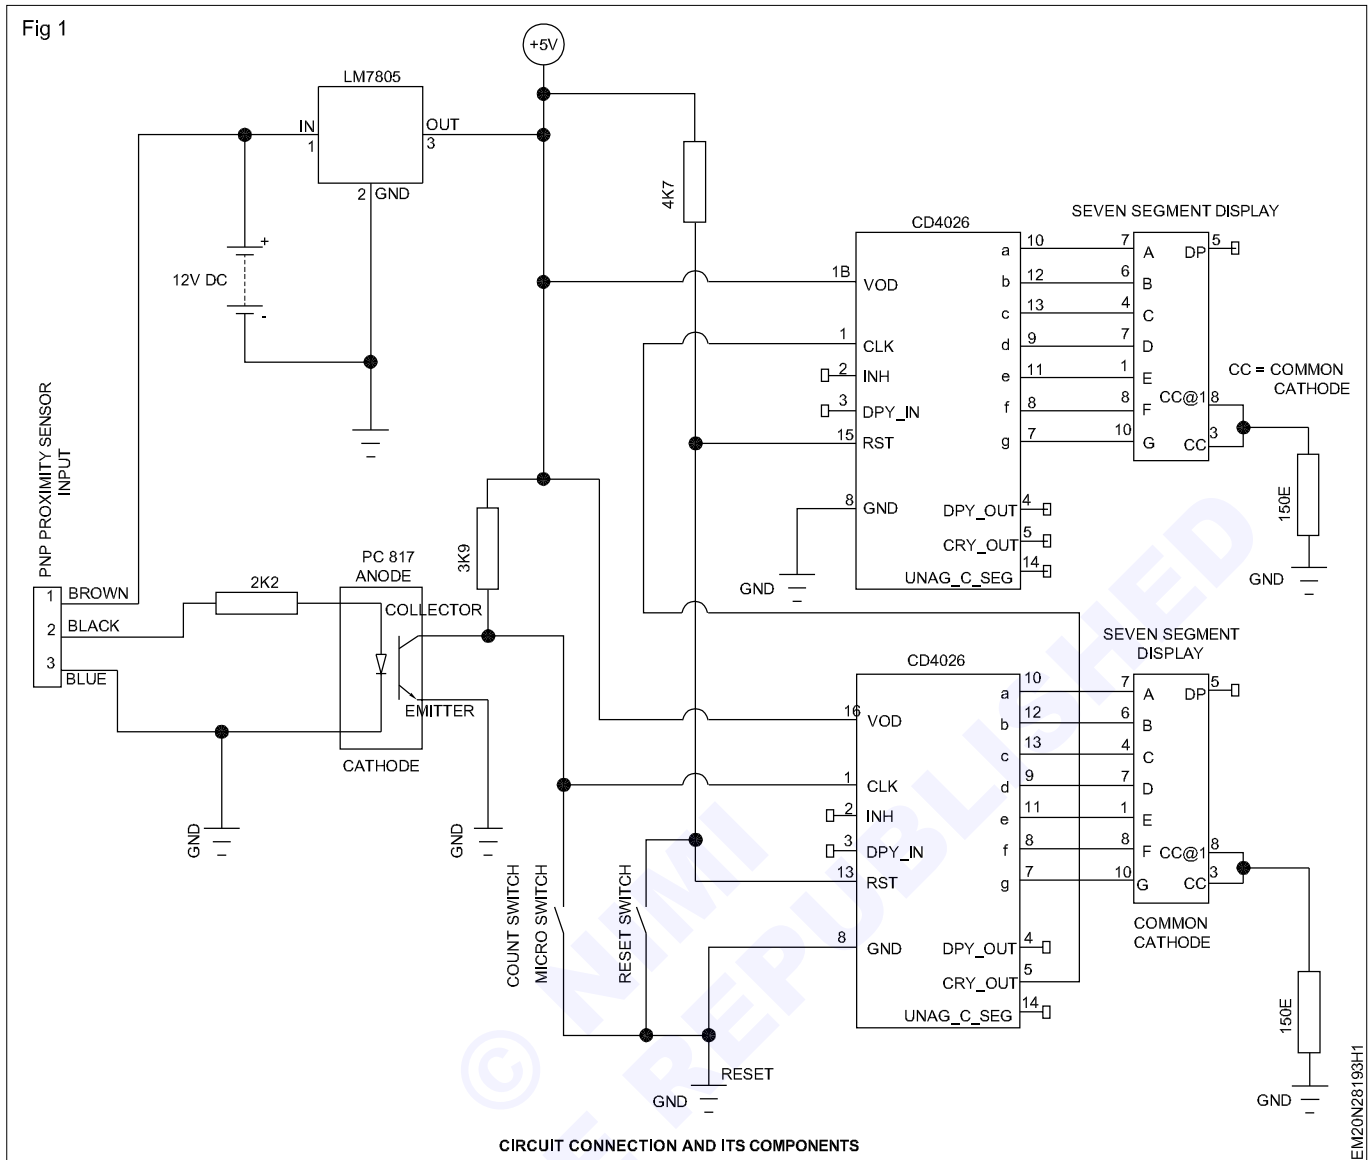 Fig 1
+5V
LM7805
IN
1
OUT
3
2 GND
12V DC
+
-
4K7
3K9
PNP PROXIMITY SENSOR
INPUT
1 BROWN
2 BLACK
3 BLUE
2K2
PC 817
ANODE
COLLECTOR
EMITTER
CATHODE
GND
GND
COUNT SWITCH
MICRO SWITCH
RESET SWITCH
RESET
GND
CD4026
1B VOD
1 CLK
2 INH
3 DPY_IN
15 RST
8 GND
GND
a 10
b 12
c 13
d 9
e 11
f 8
g 7
DPY_OUT 4
CRY_OUT 5
UNAG_C_SEG 14
SEVEN SEGMENT DISPLAY
7 A
6 B
4 C
7 D
1 E
8 F
10 G
DP 5
CC@1 8
CC 3
CC = COMMON
CATHODE
150E
GND
CD4026
16 VOD
1 CLK
2 INH
3 DPY_IN
13 RST
8 GND
a 10
b 12
c 13
d 9
e 11
f 8
g 7
DPY_OUT 4
CRY_OUT 5
UNAG_C_SEG 14
SEVEN SEGMENT
DISPLAY
7 A
6 B
4 C
7 D
1 E
8 F
10 G
DP 5
CC@1 8
CC 3
COMMON
CATHODE
150E
GND
CIRCUIT CONNECTION AND ITS COMPONENTS
EM20N28193H1
© NIMI
REPUBLISHED